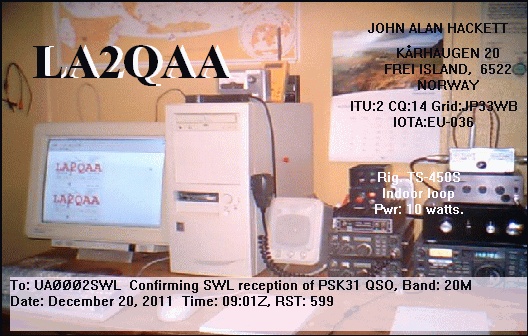 JOHN ALAN HACKETT
LA2QAA
KÅRHAUGEN 20
FREI ISLAND, 6522
NORWAY
ITU:2 CQ:14 Grid:JP33WB
IOTA:EU-036
LA2QAA
LA2QAA
Rig. TS-450S
Indoor loop
Pwr: 10 watts.
To: UAØØØ2SWL Confirming SWL reception of PSK31 QSO, Band: 20M
Date: December 20, 2011 Time: 09:01Z, RST: 599